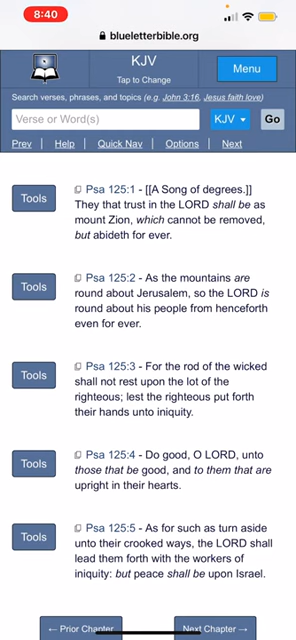 8:40
blueletterbible.org
KJV
Tap to Change
Menu
Search verses, phrases, and topics (e.g. John 3:16, Jesus faith love)
Verse or Word(s)
KJV
Go
Prev | Help | Quick Nav | Options | Next
Tools
Psa 125:1 - [[A Song of degrees.]]
They that trust in the LORD shall be as
mount Zion, which cannot be removed,
but abideth for ever.
Tools
Psa 125:2 - As the mountains are
round about Jerusalem, so the LORD is
round about his people from henceforth
even for ever.
Tools
Psa 125:3 - For the rod of the wicked
shall not rest upon the lot of the
righteous; lest the righteous put forth
their hands unto iniquity.
Tools
Psa 125:4 - Do good, O LORD, unto
those that be good, and to them that are
upright in their hearts.
Tools
Psa 125:5 - As for such as turn aside
unto their crooked ways, the LORD shall
lead them forth with the workers of
iniquity: but peace shall be upon Israel.
← Prior Chapter
Next Chapter →